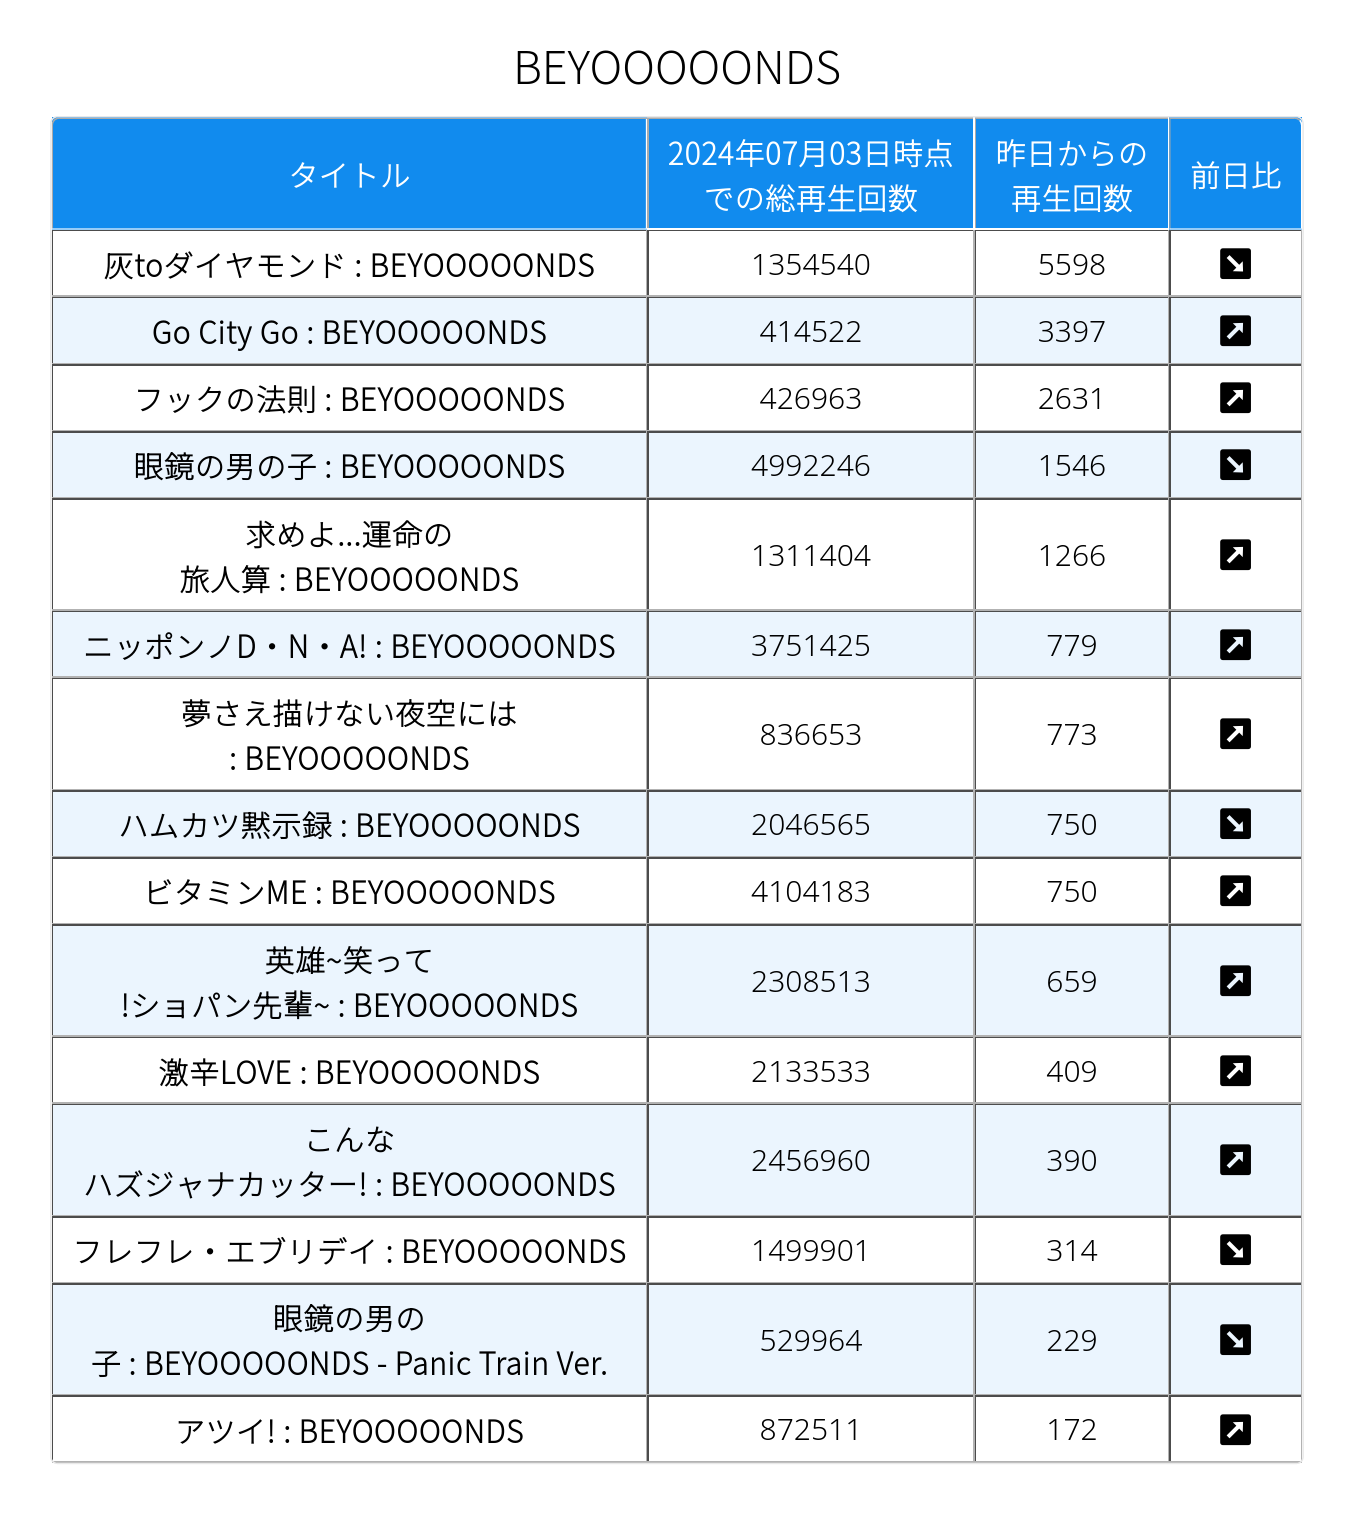 BEYOOOOONDS
タイトル
2024年07月03日時点
での総再生回数
昨日からの
再生回数
前日比
灰toダイヤモンド : BEYOOOOONDS 1354540 5598 ↘
Go City Go : BEYOOOOONDS 414522 3397 ↗
フックの法則 : BEYOOOOONDS 426963 2631 ↗
眼鏡の男の子 : BEYOOOOONDS 4992246 1546 ↘
求めよ...運命の
旅人算 : BEYOOOOONDS 1311404 1266 ↗
ニッポンノD・N・A! : BEYOOOOONDS 3751425 779 ↗
夢さえ描けない夜空には
: BEYOOOOONDS 836653 773 ↗
ハムカツ黙示録 : BEYOOOOONDS 2046565 750 ↘
ビタミンME : BEYOOOOONDS 4104183 750 ↗
英雄~笑って
!ショパン先輩~ : BEYOOOOONDS 2308513 659 ↗
激辛LOVE : BEYOOOOONDS 2133533 409 ↗
こんな
ハズジャナカッター! : BEYOOOOONDS 2456960 390 ↗
フレフレ・エブリデイ : BEYOOOOONDS 1499901 314 ↘
眼鏡の男の
子 : BEYOOOOONDS - Panic Train Ver. 529964 229 ↘
アツイ! : BEYOOOOONDS 872511 172 ↗